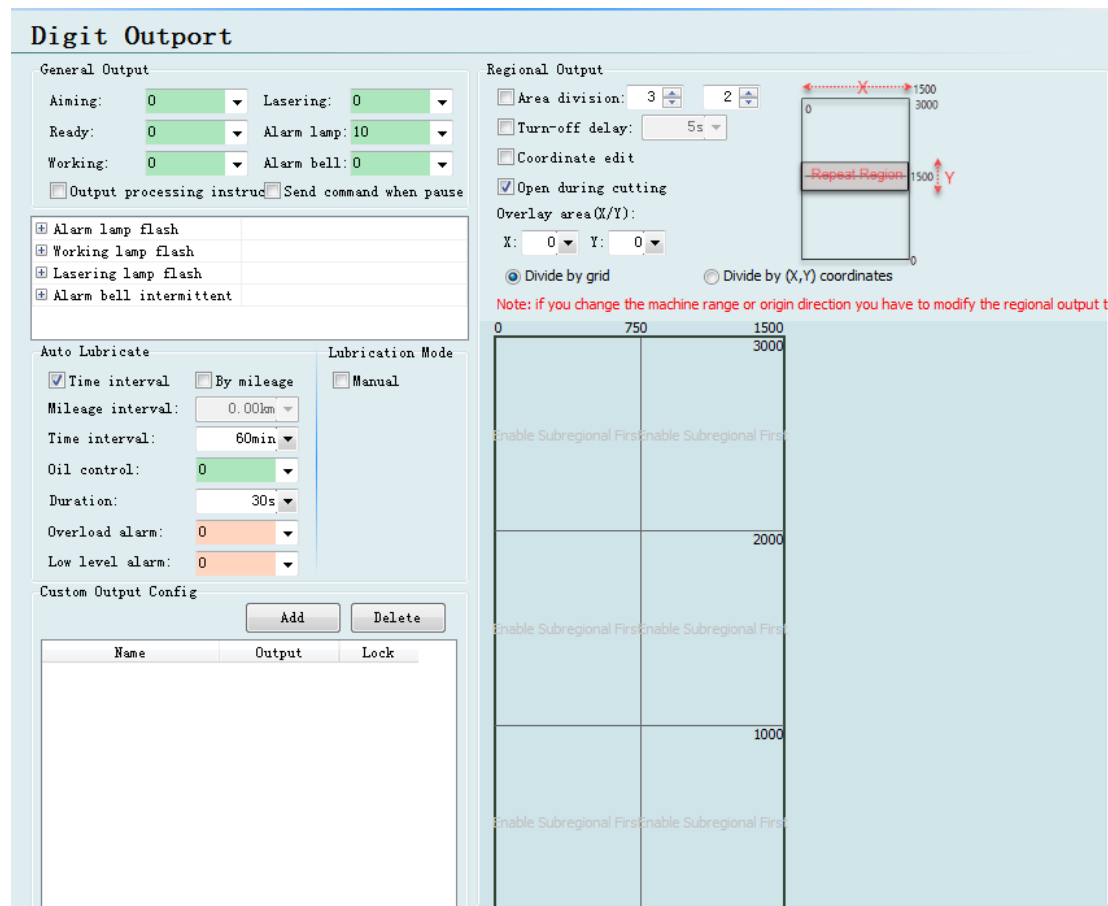 Digit Outport
General Output
Aiming: 0 Lasering: 0
Ready: 0 Alarm lamp: 10
Working: 0 Alarm bell: 0
Output processing instruc Send command when pause
Alarm lamp flash
Working lamp flash
Lasering lamp flash
Alarm bell intermittent
Auto Lubricate
Time interval By mileage
Mileage interval: 0.00km
Time interval: 60min
Oil control: 0
Duration: 30s
Overload alarm: 0
Low level alarm: 0
Lubrication Mode
Manual
Custom Output Config
Add Delete
Name Output Lock
Regional Output
Area division: 3 2
Turn-off delay: 5s
Coordinate edit
Open during cutting
Overlay area(X/Y):
X: 0 Y: 0
Divide by grid Divide by (X,Y) coordinates
X 1500
0 3000
Repeat Region 1500 Y
0
Note: if you change the machine range or origin direction you have to modify the regional output t
0 750 1500
3000
Enable Subregional First Enable Subregional First
2000
Enable Subregional First Enable Subregional First
1000
Enable Subregional First Enable Subregional First